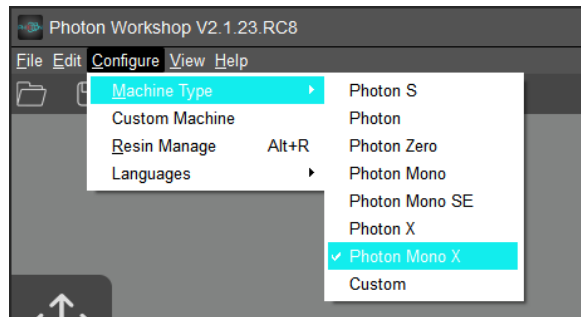 Photon Workshop V2.1.23.RC8
File Edit Configure View Help
Machine Type
Custom Machine
Resin Manage Alt+R
Languages
Photon S
Photon
Photon Zero
Photon Mono
Photon Mono SE
Photon X
Photon Mono X
Custom